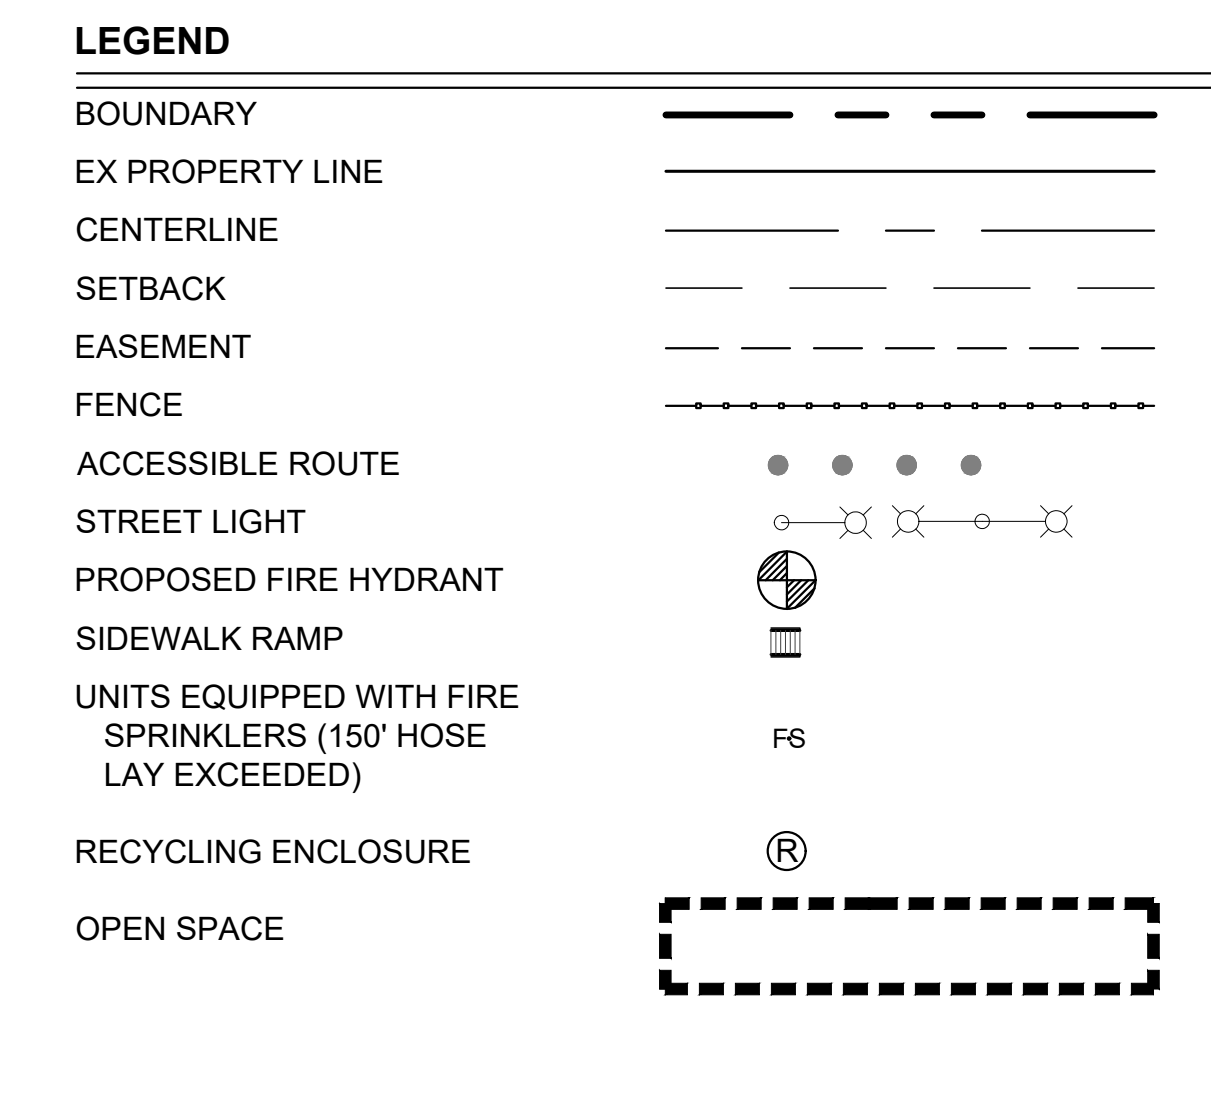 LEGEND
BOUNDARY
EX PROPERTY LINE
CENTERLINE
SETBACK
EASEMENT
FENCE
ACCESSIBLE ROUTE
STREET LIGHT
PROPOSED FIRE HYDRANT
SIDEWALK RAMP
UNITS EQUIPPED WITH FIRE
SPRINKLERS (150' HOSE
LAY EXCEEDED)
F·S
RECYCLING ENCLOSURE
R
OPEN SPACE